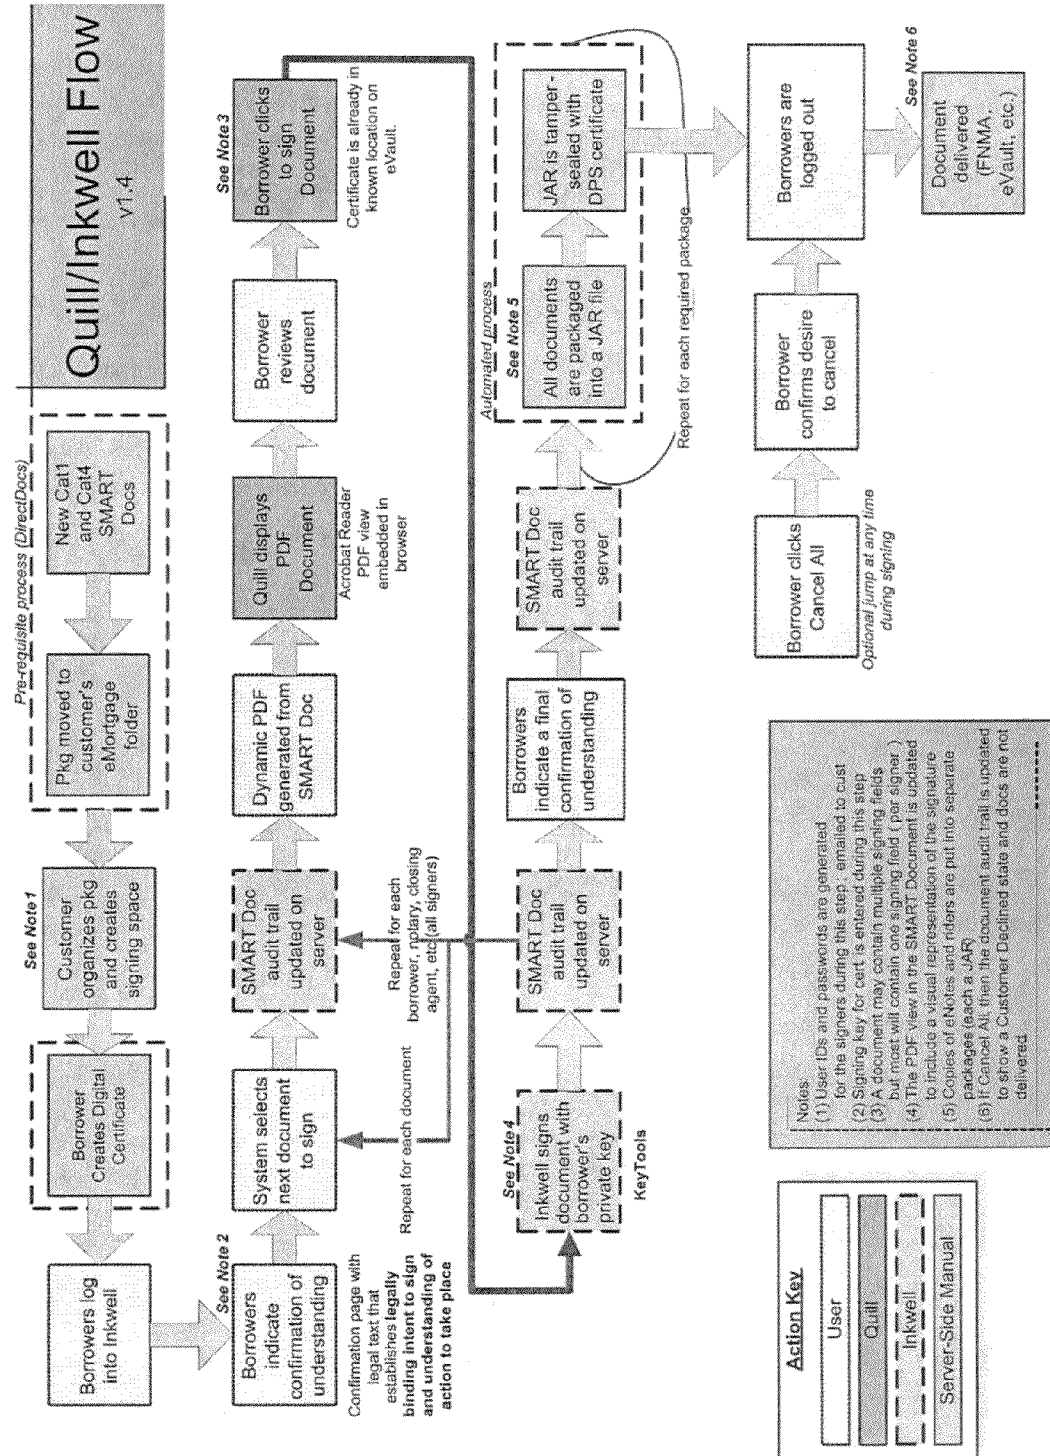 Quill/Inkwell Flow
v1.4
Pre-requisite process (DirectDocs)
New Cat1
and Cat4
SMART
Docs
Pkg moved to
customer's
eMortgage
folder
See Note 1
Customer
organizes pkg
and creates
signing space
Borrower
Creates Digital
Certificate
Borrowers log
into Inkwell
See Note 2
Borrowers
indicate
confirmation of
understanding
Confirmation page with
legal text that
establishes legally
binding intent to sign
and understanding of
action to take place
System selects
next document
to sign
Repeat for each document
SMART Doc
audit trail
updated on
server
Repeat for each
borrower, notary, closing
agent, etc (all signers)
Dynamic PDF
generated from
SMART Doc
Quill displays
PDF
Document
Acrobat Reader
PDF view
embedded in
browser
Borrower
reviews
document
See Note 3
Borrower clicks
to sign
Document
Certificate is already in
known location on
eVault.
See Note 4
Inkwell signs
document with
borrower's
private key
KeyTools
SMART Doc
audit trail
updated on
server
Borrowers
indicate a final
confirmation of
understanding
SMART Doc
audit trail
updated on
server
Automated process
See Note 5
All documents
are packaged
into a JAR file
JAR is tamper-
sealed with
DPS certificate
Repeat for each required package
Borrower clicks
Cancel All
Optional jump at any time
during signing
Borrower
confirms desire
to cancel
Borrowers are
logged out
See Note 6
Document
delivered
(FNMA,
eVault, etc.)
Action Key
User
Quill
Inkwell
Server-Side Manual
Notes:
(1) User IDs and passwords are generated
for the signers during this step, emailed to cust
(2) Signing key for cert is entered during this step
(3) A document may contain multiple signing fields
but most will contain one signing field (per signer)
(4) The PDF view in the SMART Document is updated
to include a visual representation of the signature
(5) Copies of eNotes and riders are put into separate
packages (each a JAR)
(6) If Cancel All, then the document audit trail is updated
to show a Customer Declined state and docs are not
delivered